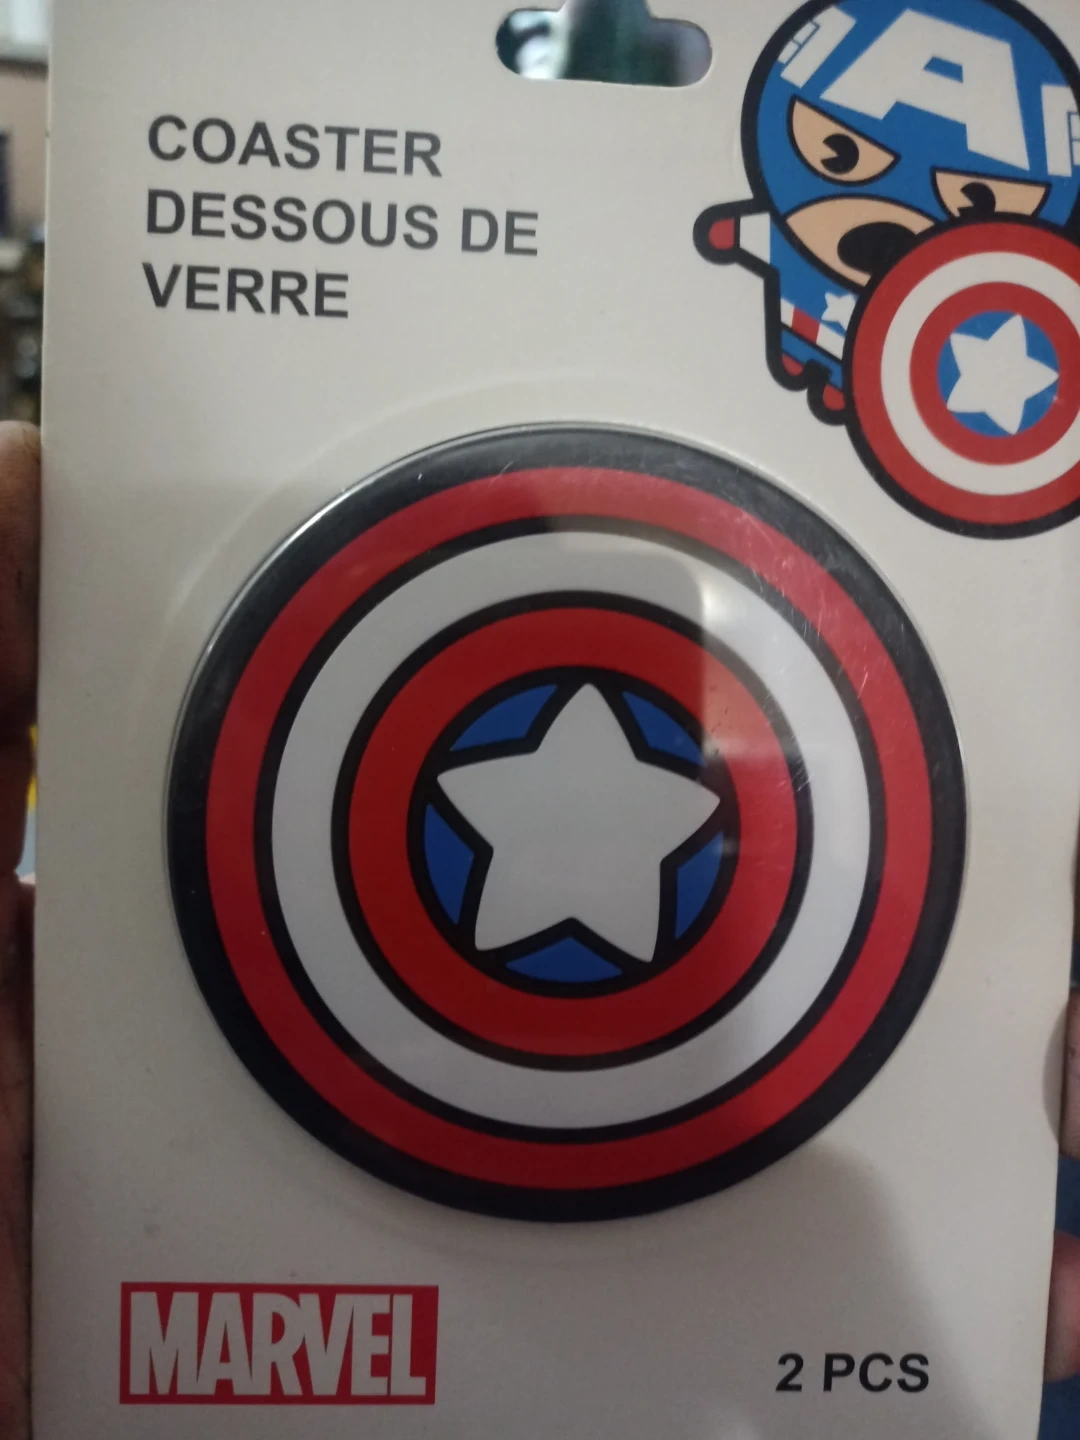 COASTER
DESSOUS DE
VERRE
A
MARVEL
2 PCS